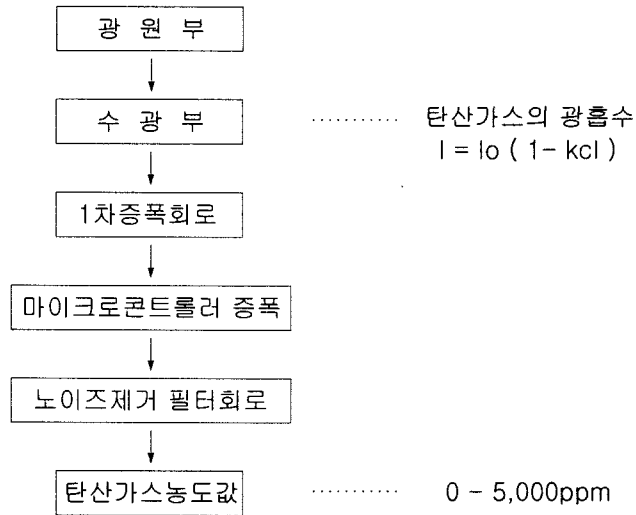 광 원 부
수 광 부 ·········· 탄산가스의 광흡수
I = Io ( 1- kcl )
1차증폭회로
마이크로콘트롤러 증폭
노이즈제거 필터회로
탄산가스농도값 ·········· 0 - 5,000ppm